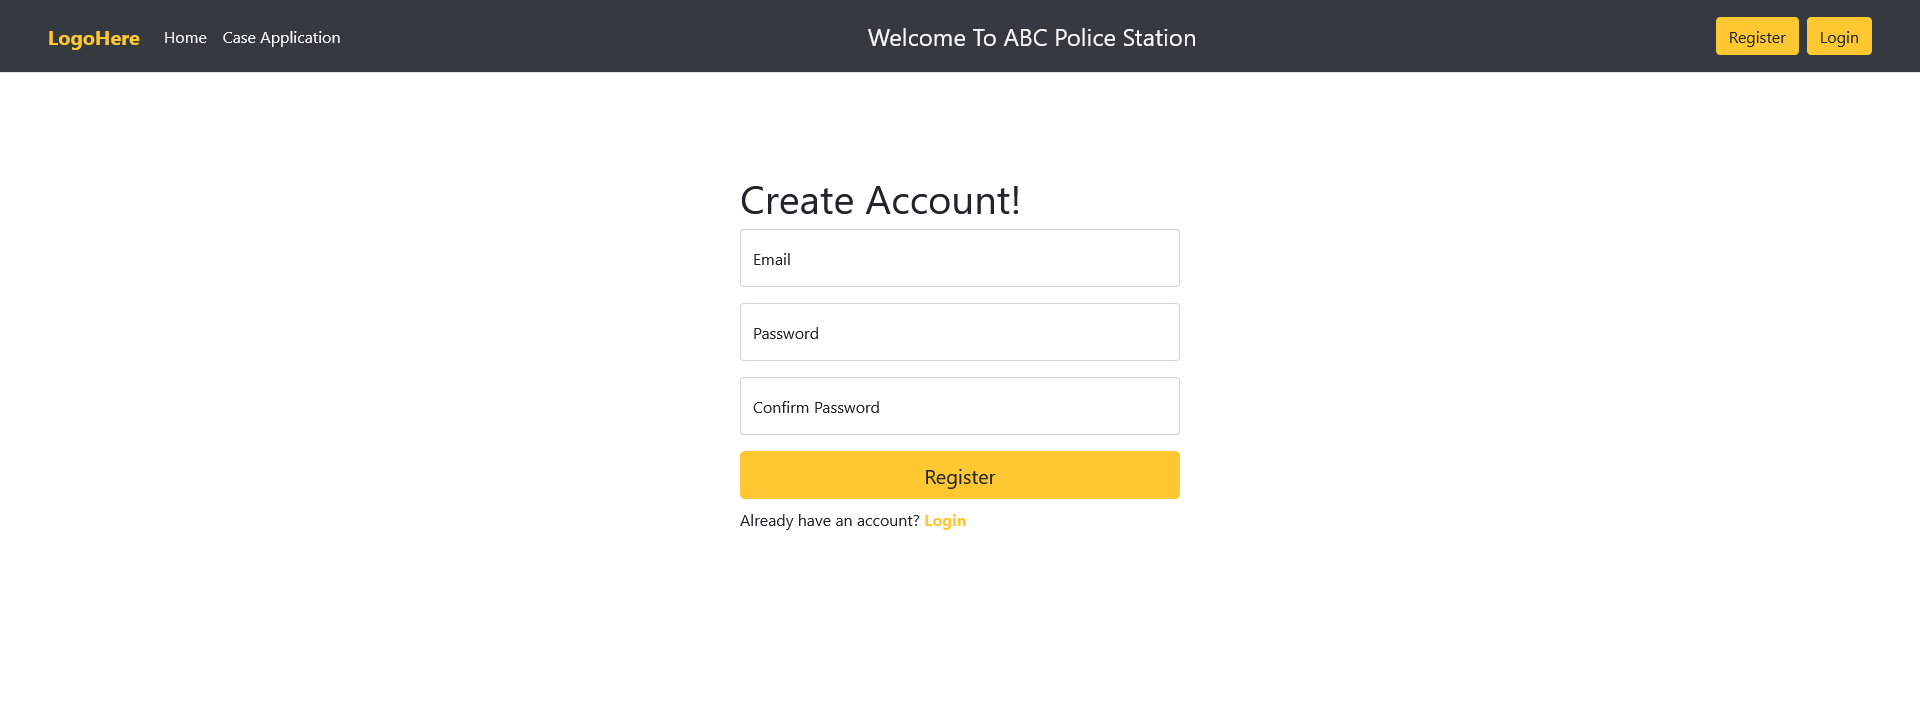 LogoHere Home Case Application Welcome To ABC Police Station Register Login
Create Account!
Email
Password
Confirm Password
Register
Already have an account? Login